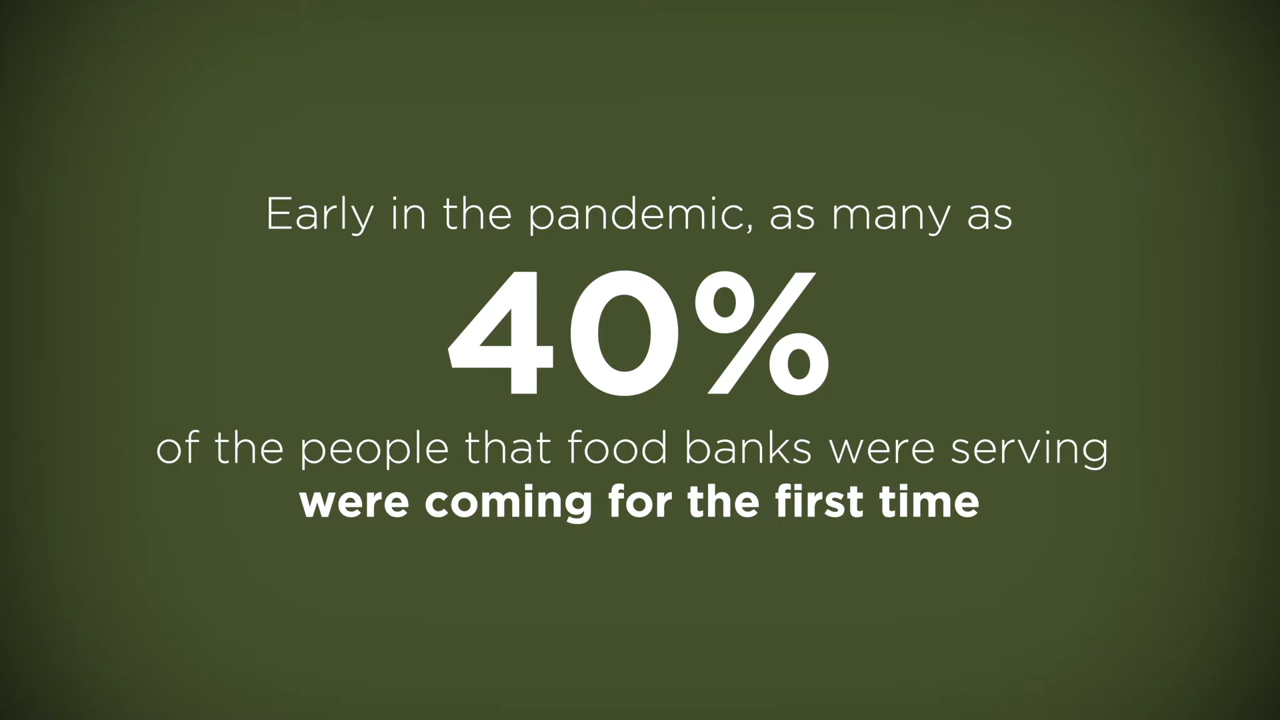 Early in the pandemic, as many as
40%
of the people that food banks were serving
were coming for the first time